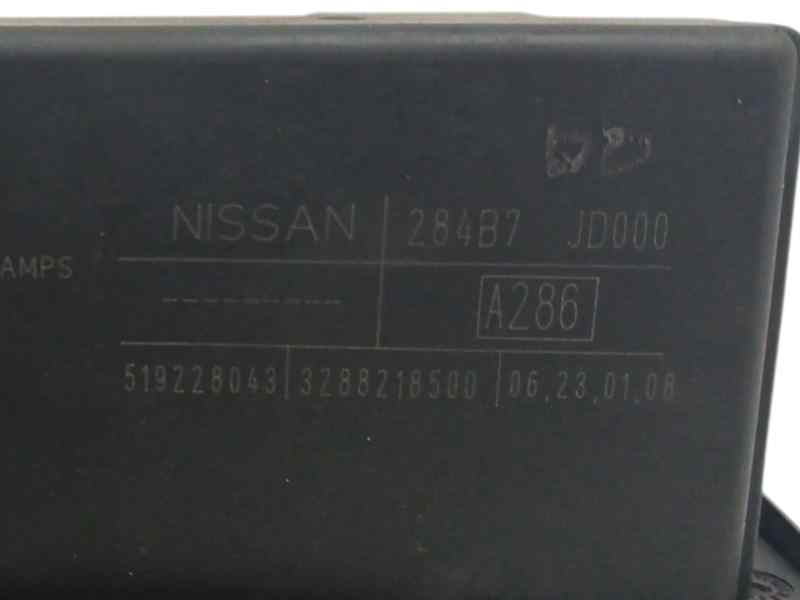 NISSAN 284B7 JD000
AMPS
---------- A286
519228043 3288218500 06,23,01,08